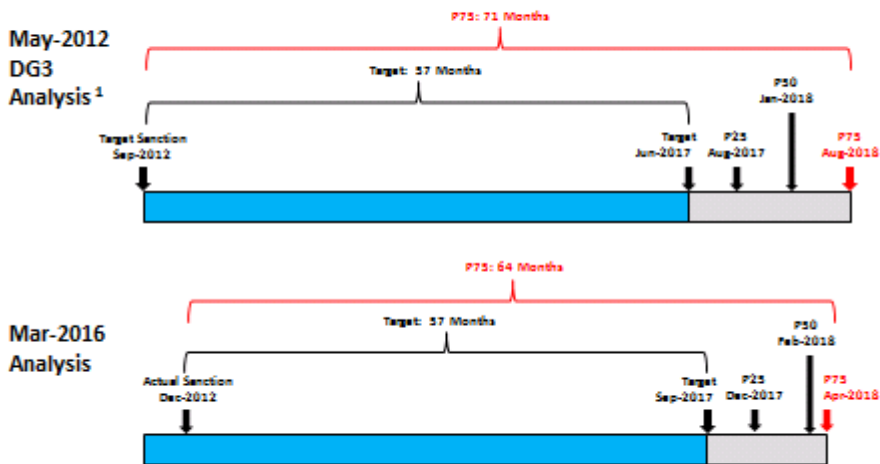 P75: 71 Months
May-2012
DG3
Analysis 1
Target: 57 Months
P50
Jan-2018
Target Sanction
Sep-2012
Target
Jun-2017
P25
Aug-2017
P75
Aug-2018
P75: 64 Months
Mar-2016
Analysis
Target: 57 Months
P50
Feb-2018
Actual Sanction
Dec-2012
Target
Sep-2017
P25
Dec-2017
P75
Apr-2018